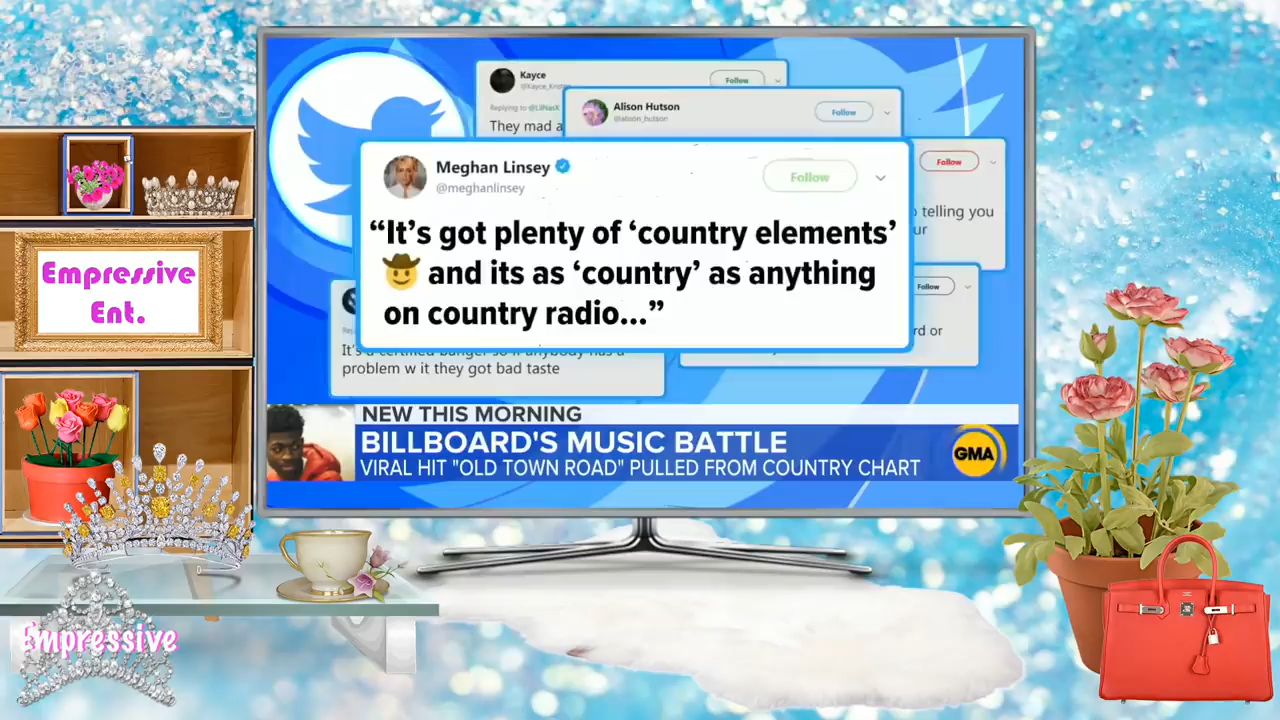 Kayce
Follow
Replying to
They mad a
Alison Hutson
@alison_hutson
Follow
Meghan Linsey
@meghanlinsey
Follow
“It’s got plenty of ‘country elements’
🤠 and its as ‘country’ as anything
on country radio...”
Follow
telling you
ur
Follow
rd or
It's a certified banger so if anybody has a
problem w it they got bad taste
NEW THIS MORNING
BILLBOARD'S MUSIC BATTLE
VIRAL HIT "OLD TOWN ROAD" PULLED FROM COUNTRY CHART
GMA
Empressive
Ent.
Empressive